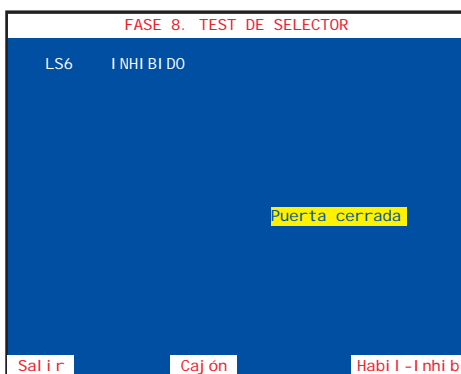 FASE 8. TEST DE SELECTOR
LS6 INHIBIDO
Puerta cerrada
Salir Cajón Habil-Inhib